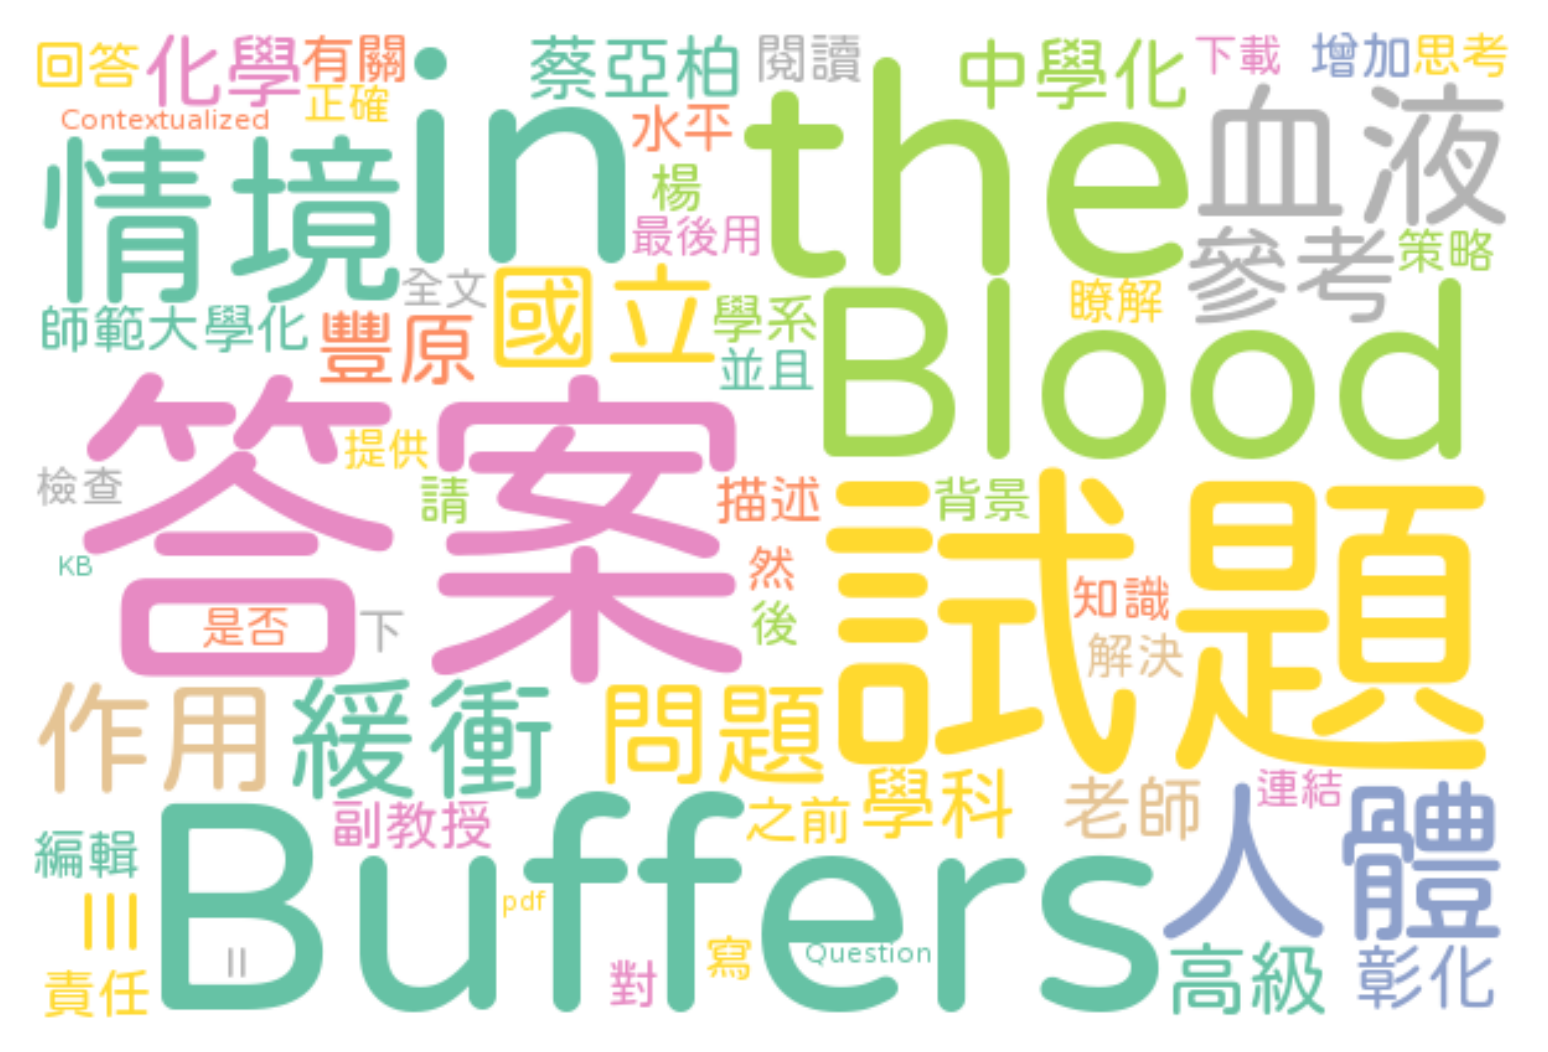 回答 化學 有關 蔡亞柏 閱讀 中學化 下載 增加 思考
Contextualized 正確 in 水平 the 血液
情境 楊 最後用 參考 策略
全文 國立 學系 瞭解
師範大學化 豐原 並且 Blood
答案 提供 檢查 請 描述 背景 試題
KB 然 知識
是否 下 後 解決
作用 緩衝 問題
副教授 之前 學科 老師 連結 人體
編輯 Buffers
III pdf
II 對 寫 Question 高級 彰化
責任